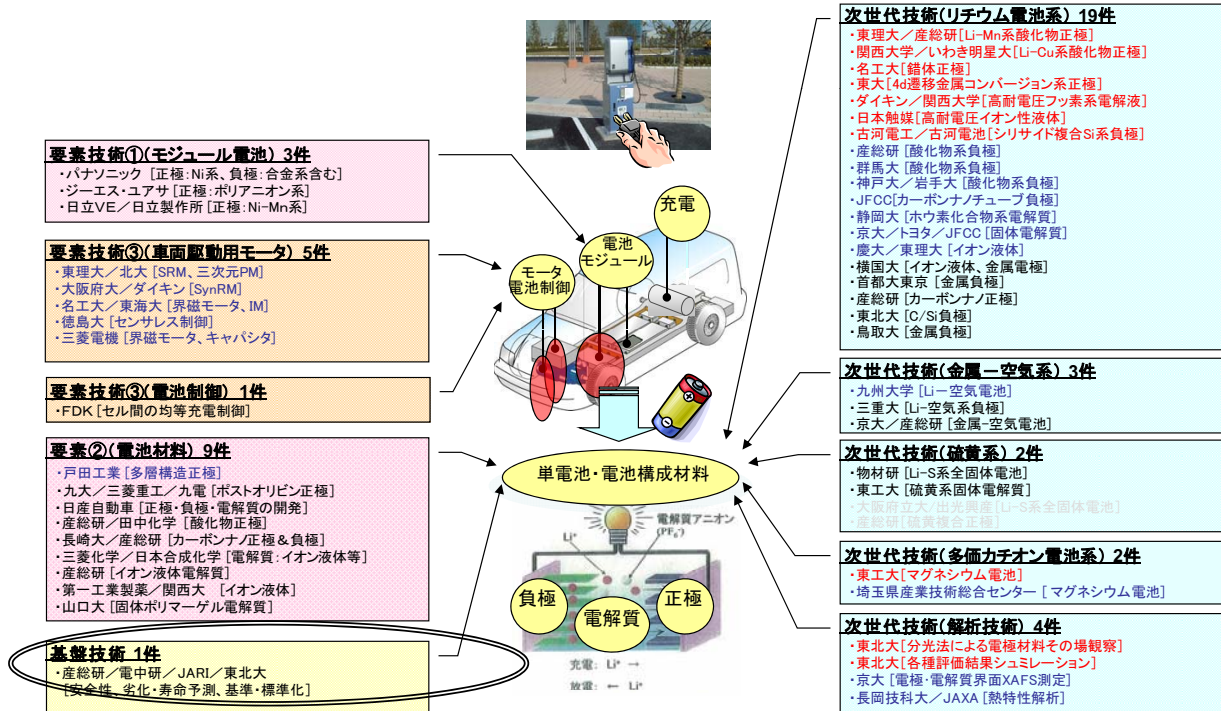 要素技術①(モジュール電池) 3件
・パナソニック [正極:Ni系、負極:合金系含む]
・ジーエス・ユアサ [正極:ポリアニオン系]
・日立VE／日立製作所 [正極:Ni-Mn系]
要素技術③(車両駆動用モータ) 5件
・東理大／北大 [SRM、三次元PM]
・大阪府大／ダイキン [SynRM]
・名工大／東海大 [界磁モータ、IM]
・徳島大 [センサレス制御]
・三菱電機 [界磁モータ、キャパシタ]
要素技術③(電池制御) 1件
・FDK [セル間の均等充電制御]
要素②(電池材料) 9件
・戸田工業 [多層構造正極]
・九大／三菱重工／九電 [ポストオリビン正極]
・日産自動車 [正極・負極・電解質の開発]
・産総研／田中化学 [酸化物正極]
・長崎大／産総研 [カーボンナノ正極＆負極]
・三菱化学／日本合成化学 [電解質:イオン液体等]
・産総研 [イオン液体電解質]
・第一工業製薬／関西大 [イオン液体]
・山口大 [固体ポリマーゲル電解質]
基盤技術 1件
・産総研／電中研／JARI／東北大
[安全性、劣化・寿命予測、基準・標準化]
充電
電池
モジュール
モータ
電池制御
単電池・電池構成材料
電解質アニオン
(PF₆⁻)
Li⁺
負極
電解質
正極
充電: Li⁺ →
放電: ← Li⁺
次世代技術(リチウム電池系) 19件
・東理大／産総研[Li-Mn系酸化物正極]
・関西大学／いわき明星大[Li-Cu系酸化物正極]
・名工大[錯体正極]
・東大[4d遷移金属コンバージョン系正極]
・ダイキン／関西大学[高耐電圧フッ素系電解液]
・日本触媒[高耐電圧イオン性液体]
・古河電工／古河電池[シリサイド複合Si系負極]
・産総研 [酸化物系負極]
・群馬大 [酸化物系負極]
・神戸大／岩手大 [酸化物系負極]
・JFCC[カーボンナノチューブ負極]
・静岡大 [ホウ素化合物系電解質]
・京大／トヨタ／JFCC [固体電解質]
・慶大／東理大 [イオン液体]
・横国大 [イオン液体、金属電極]
・首都大東京 [金属負極]
・産総研 [カーボンナノ正極]
・東北大 [C/Si負極]
・鳥取大 [金属負極]
次世代技術(金属－空気系) 3件
・九州大学 [Li－空気電池]
・三重大 [Li-空気系負極]
・京大／産総研 [金属-空気電池]
次世代技術(硫黄系) 2件
・物材研 [Li-S系全固体電池]
・東工大 [硫黄系固体電解質]
・大阪府立大/出光興産[Li-S系全固体電池]
・産総研[硫黄複合正極]
次世代技術(多価カチオン電池系) 2件
・東工大[マグネシウム電池]
・埼玉県産業技術総合センター [ マグネシウム電池]
次世代技術(解析技術) 4件
・東北大[分光法による電極材料その場観察]
・東北大[各種評価結果シュミレーション]
・京大 [電極・電解質界面XAFS測定]
・長岡技科大／JAXA [熱特性解析]